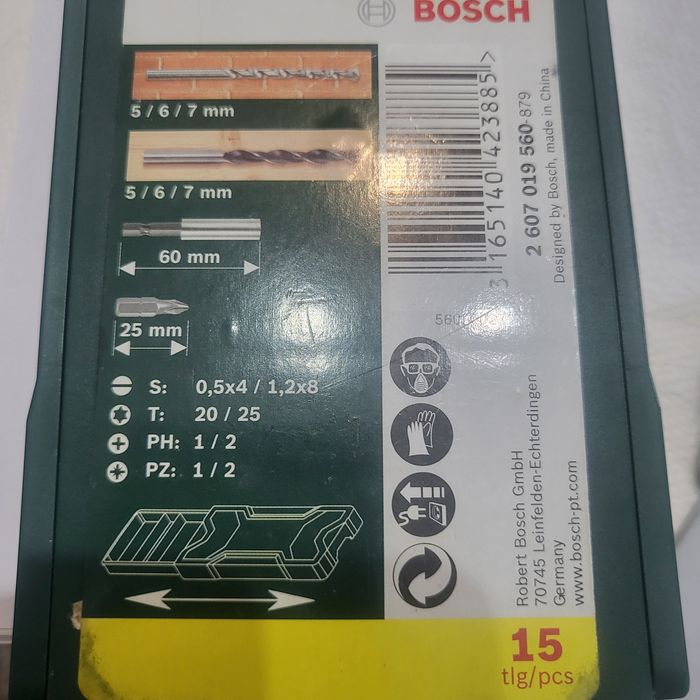 BOSCH
5 / 6 / 7 mm
5 / 6 / 7 mm
60 mm
25 mm
S: 0,5x4 / 1,2x8
T: 20 / 25
PH: 1 / 2
PZ: 1 / 2
3 165140 423885 >
2 607 019 560-879
Designed by Bosch, made in China
Robert Bosch GmbH
70745 Leinfelden-Echterdingen
Germany
www.bosch-pt.com
15
tlg/pcs